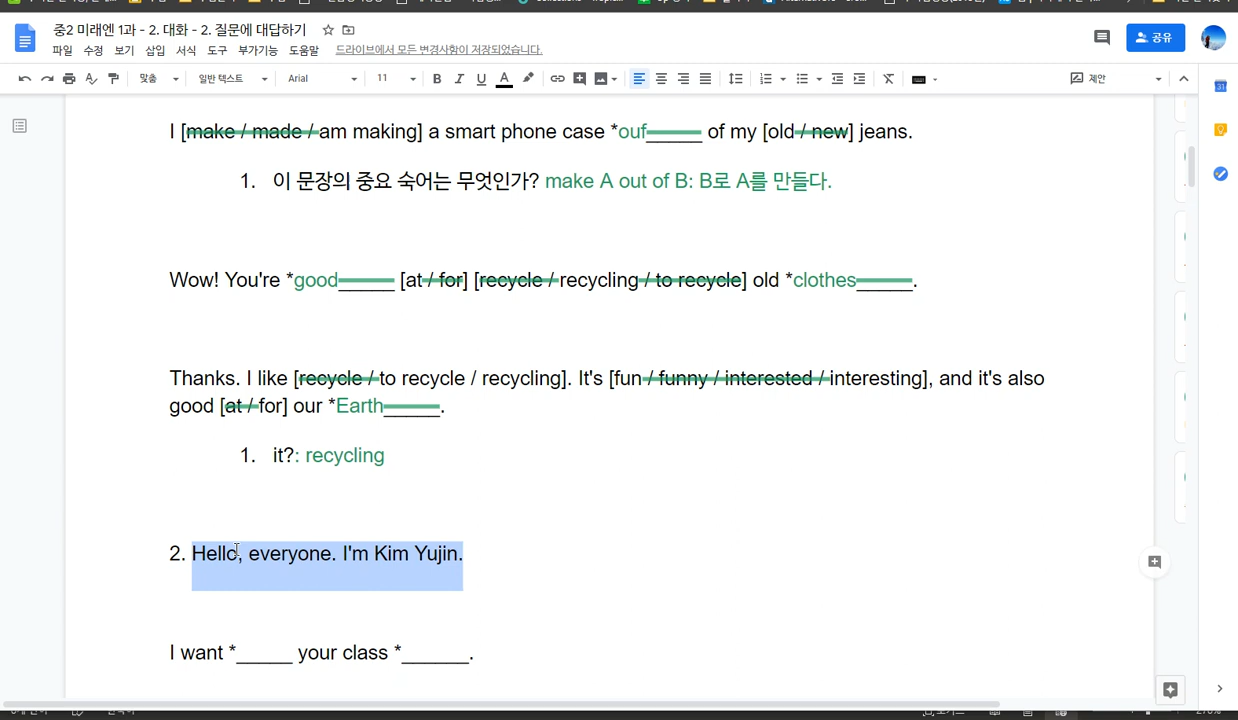 중2 미래엔 1과 - 2. 대화 - 2. 질문에 대답하기
파일 수정 보기 삽입 서식 도구 부가기능 도움말 드라이브에서 모든 변경사항이 저장되었습니다.
공유
맞춤 일반 텍스트 Arial 11 B I U A 제안
I [make / made / am making] a smart phone case *ouf_____ of my [old / new] jeans.
1. 이 문장의 중요 숙어는 무엇인가? make A out of B: B로 A를 만들다.
Wow! You're *good_____ [at / for] [recycle / recycling / to recycle] old *clothes_____.
Thanks. I like [recycle / to recycle / recycling]. It's [fun / funny / interested / interesting], and it's also
good [at / for] our *Earth_____.
1. it?: recycling
2. Hello, everyone. I'm Kim Yujin.
I want *_____ your class *______.